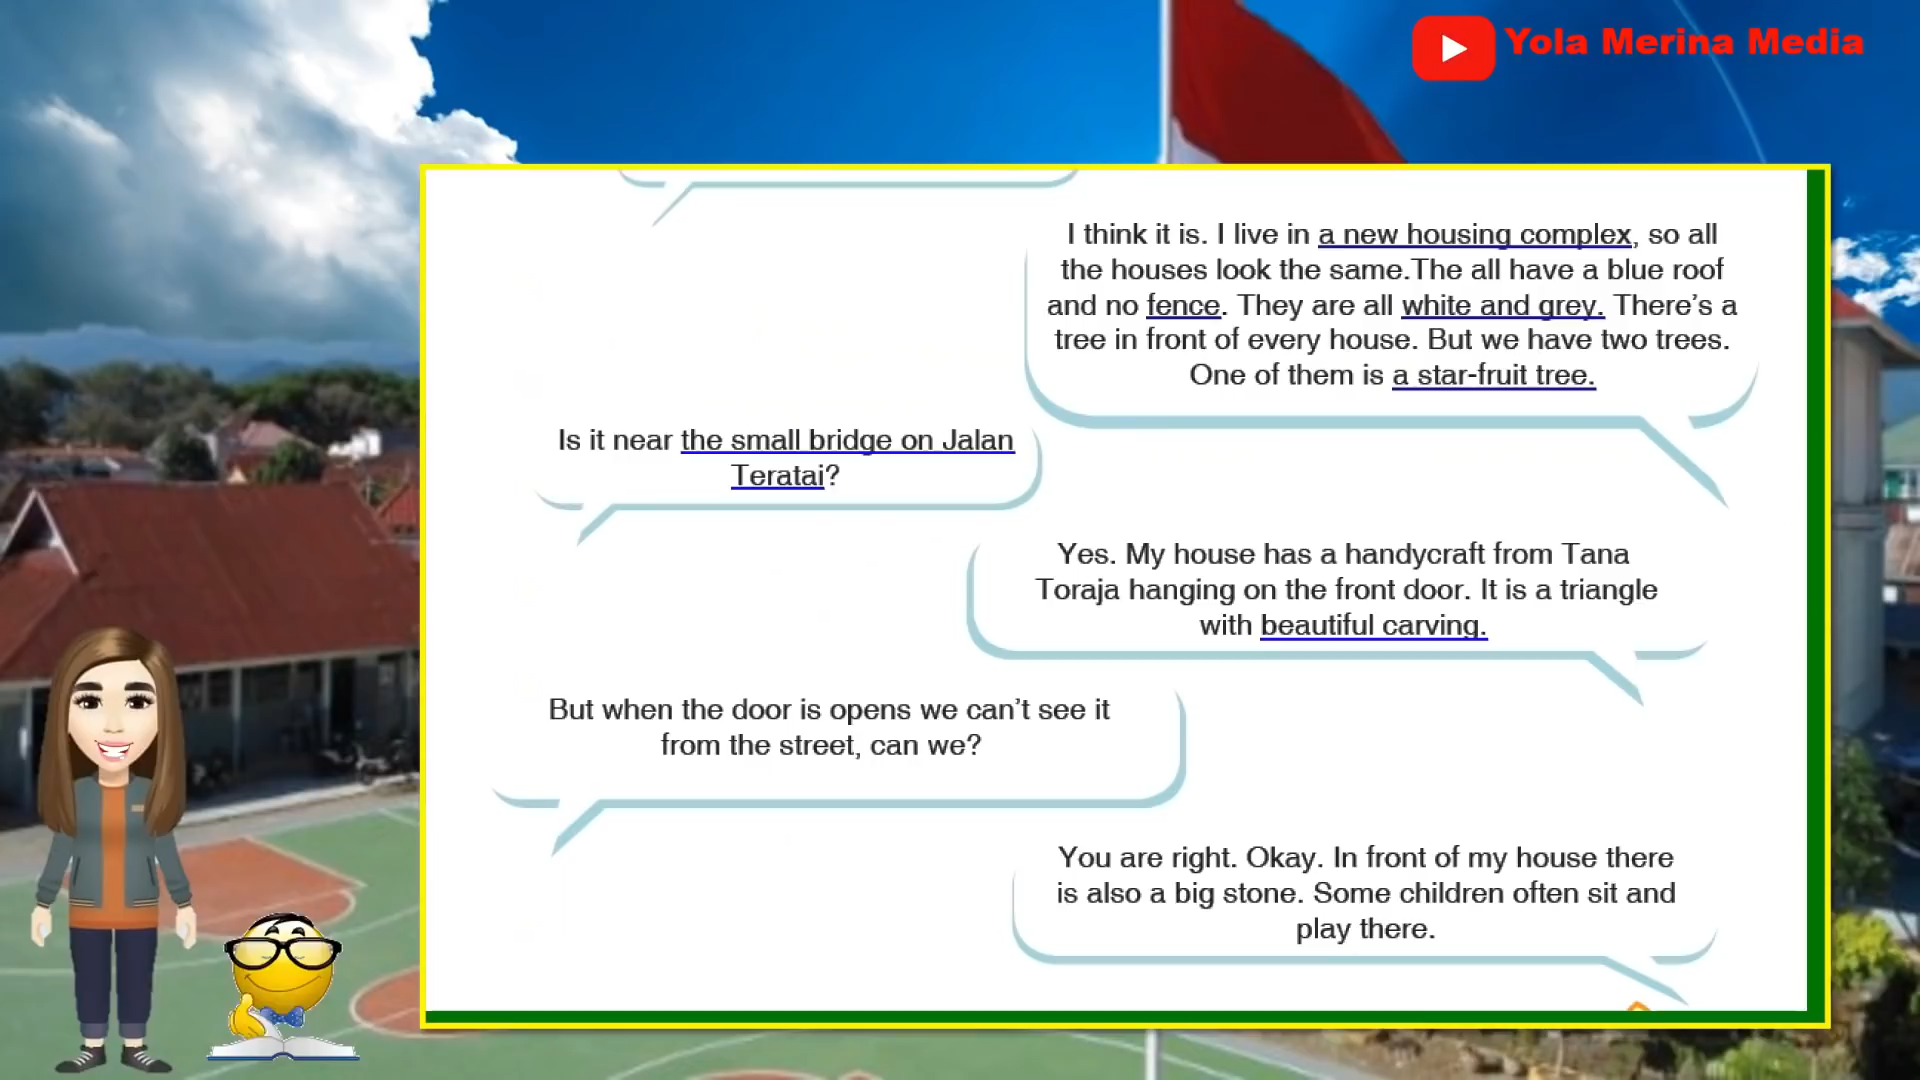 Yola Merina Media
I think it is. I live in a new housing complex, so all
the houses look the same.The all have a blue roof
and no fence. They are all white and grey. There’s a
tree in front of every house. But we have two trees.
One of them is a star-fruit tree.
Is it near the small bridge on Jalan
Teratai?
Yes. My house has a handycraft from Tana
Toraja hanging on the front door. It is a triangle
with beautiful carving.
But when the door is opens we can’t see it
from the street, can we?
You are right. Okay. In front of my house there
is also a big stone. Some children often sit and
play there.